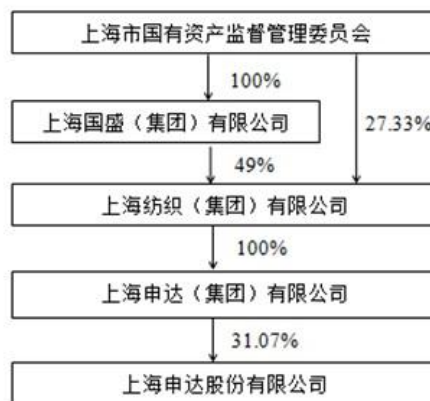 上海市国有资产监督管理委员会
100%
上海国盛（集团）有限公司
27.33%
49%
上海纺织（集团）有限公司
100%
上海申达（集团）有限公司
31.07%
上海申达股份有限公司